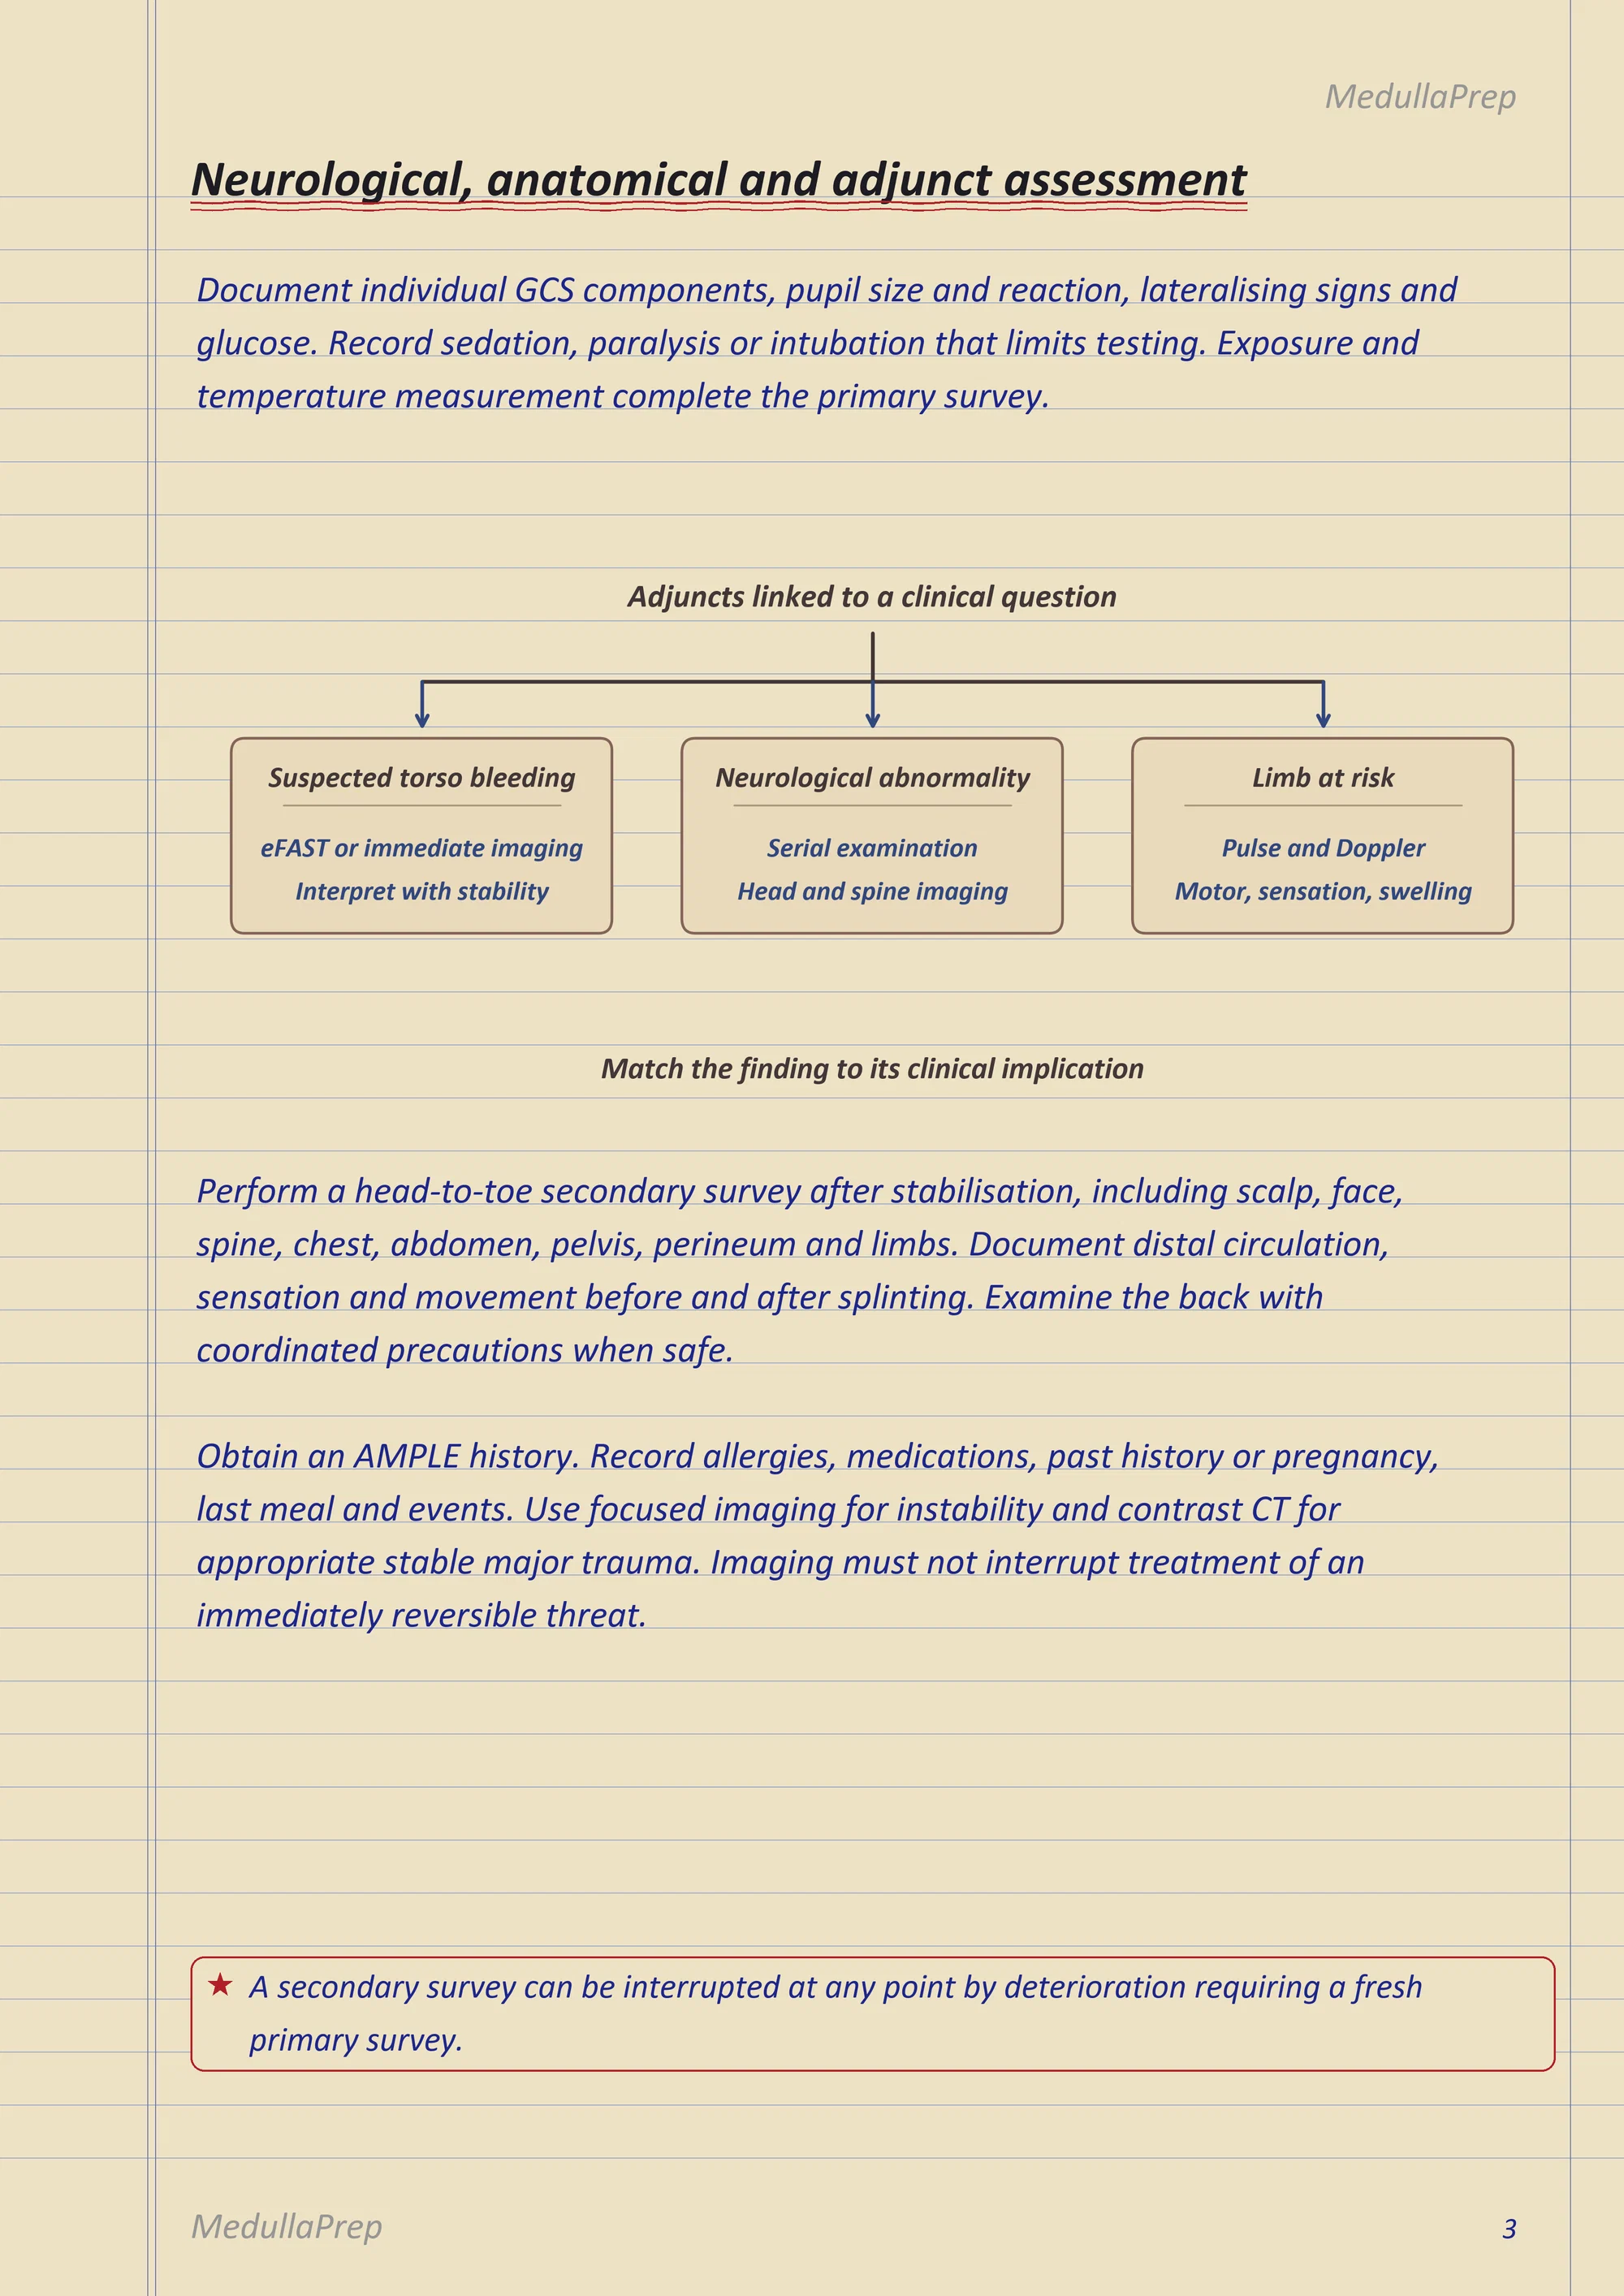 MedullaPrep
Neurological, anatomical and adjunct assessment
Document individual GCS components, pupil size and reaction, lateralising signs and
glucose. Record sedation, paralysis or intubation that limits testing. Exposure and
temperature measurement complete the primary survey.
Adjuncts linked to a clinical question
Suspected torso bleeding
eFAST or immediate imaging
Interpret with stability
Neurological abnormality
Serial examination
Head and spine imaging
Limb at risk
Pulse and Doppler
Motor, sensation, swelling
Match the finding to its clinical implication
Perform a head-to-toe secondary survey after stabilisation, including scalp, face,
spine, chest, abdomen, pelvis, perineum and limbs. Document distal circulation,
sensation and movement before and after splinting. Examine the back with
coordinated precautions when safe.
Obtain an AMPLE history. Record allergies, medications, past history or pregnancy,
last meal and events. Use focused imaging for instability and contrast CT for
appropriate stable major trauma. Imaging must not interrupt treatment of an
immediately reversible threat.
★ A secondary survey can be interrupted at any point by deterioration requiring a fresh
primary survey.
MedullaPrep
3